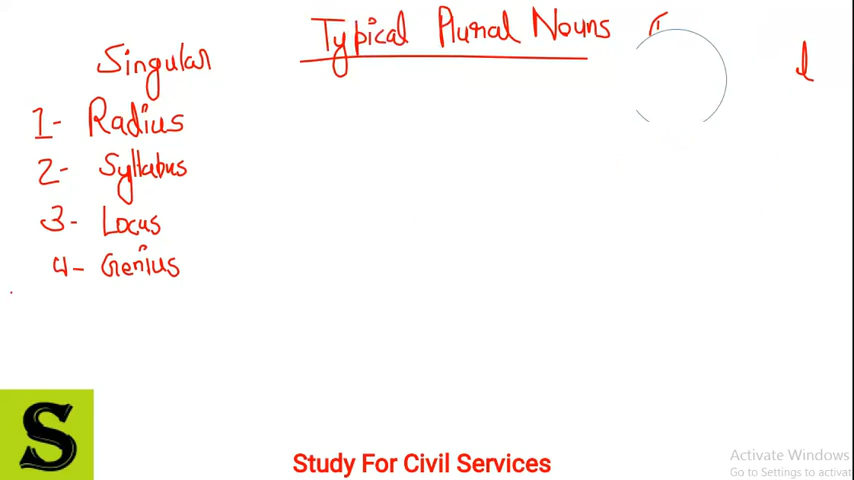 Typical Plural Nouns
Singular
1- Radius
2- Syllabus
3- Locus
4- Genius
S
Study For Civil Services
Activate Windows
Go to Settings to activat